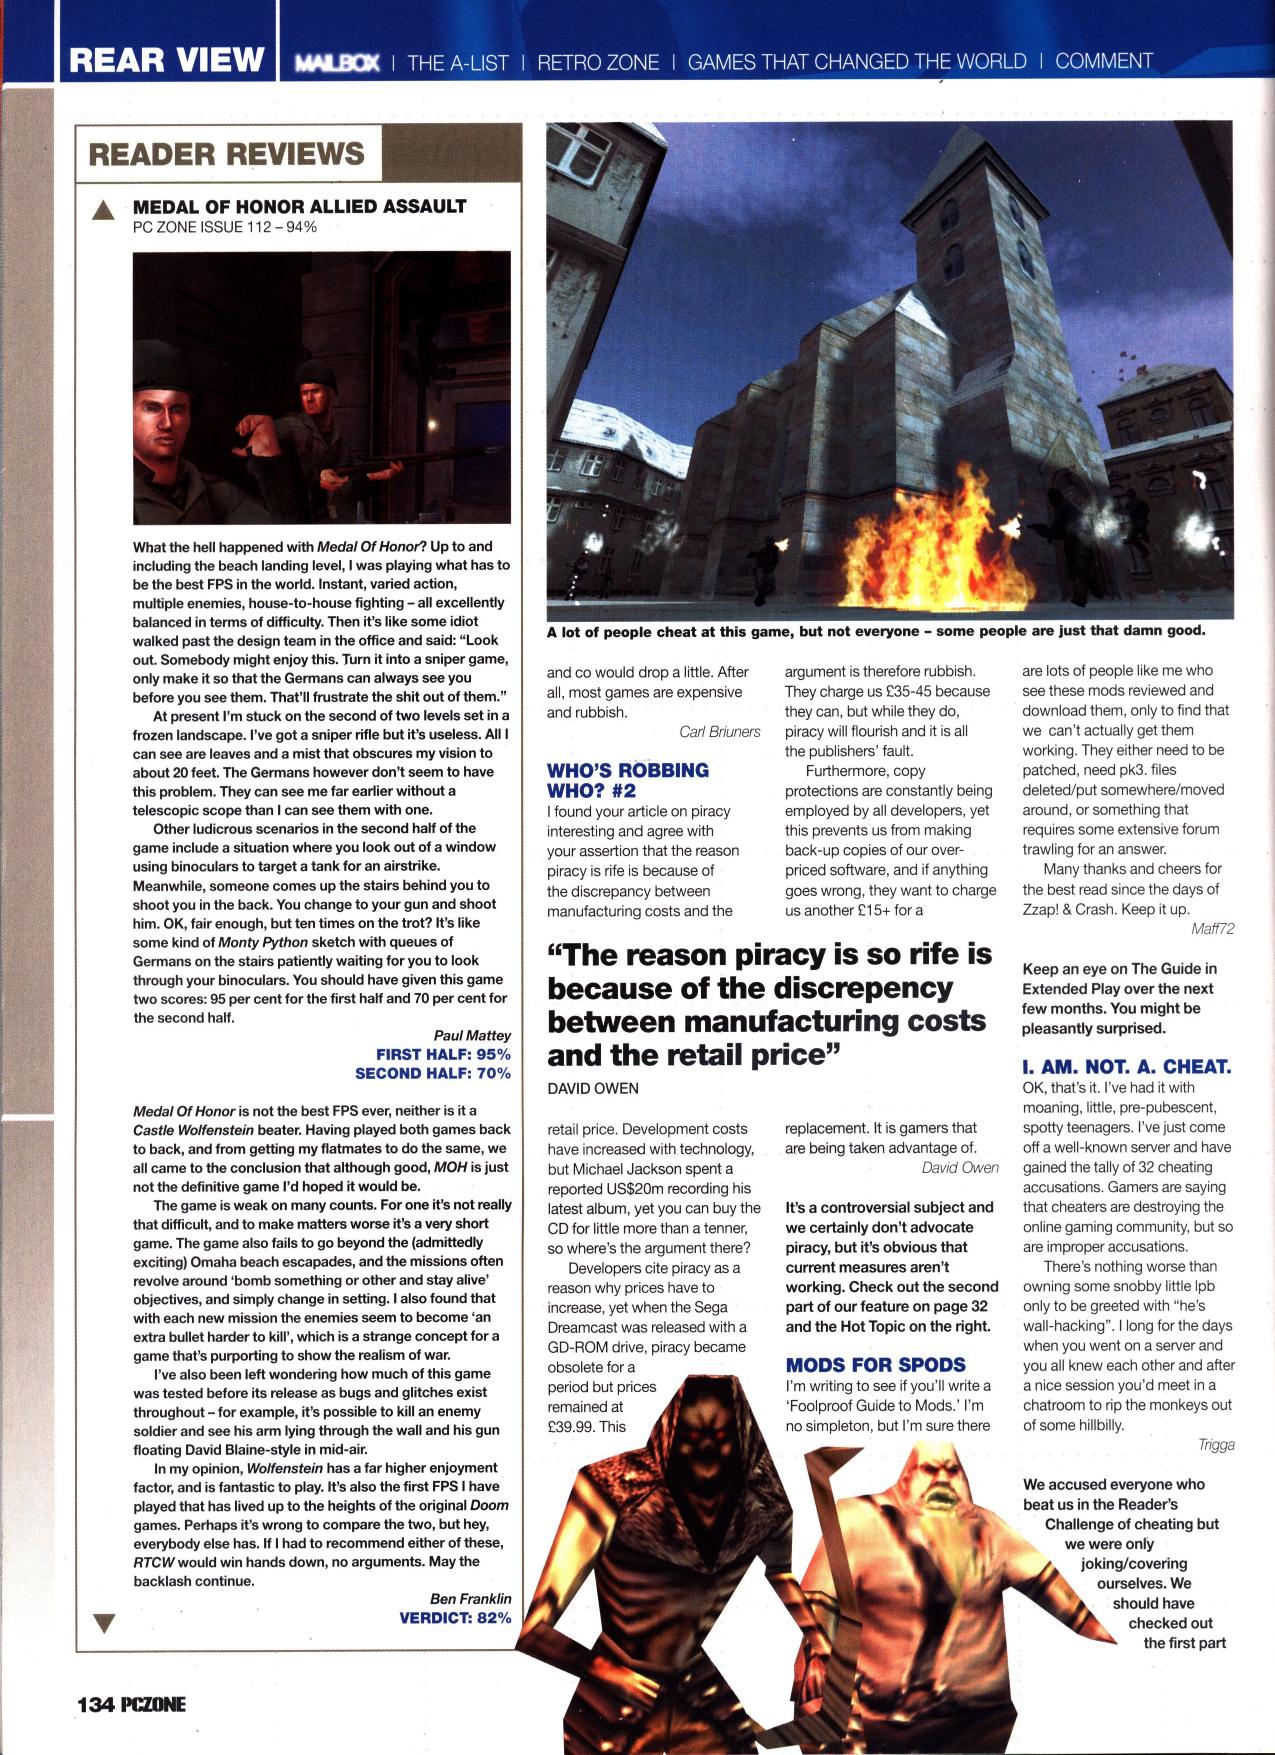 REAR VIEW
MAILBOX | THE A-LIST | RETRO ZONE | GAMES THAT CHANGED THE WORLD | COMMENT
READER REVIEWS
MEDAL OF HONOR ALLIED ASSAULT
PC ZONE ISSUE 112 – 94%
What the hell happened with Medal Of Honor? Up to and
including the beach landing level, I was playing what has to
be the best FPS in the world. Instant, varied action,
multiple enemies, house-to-house fighting – all excellently
balanced in terms of difficulty. Then it's like some idiot
walked past the design team in the office and said: “Look
out. Somebody might enjoy this. Turn it into a sniper game,
only make it so that the Germans can always see you
before you see them. That'll frustrate the shit out of them.”
At present I'm stuck on the second of two levels set in a
frozen landscape. I've got a sniper rifle but it's useless. All I
can see are leaves and a mist that obscures my vision to
about 20 feet. The Germans however don't seem to have
this problem. They can see me far earlier without a
telescopic scope than I can see them with one.
Other ludicrous scenarios in the second half of the
game include a situation where you look out of a window
using binoculars to target a tank for an airstrike.
Meanwhile, someone comes up the stairs behind you to
shoot you in the back. You change to your gun and shoot
him. OK, fair enough, but ten times on the trot? It's like
some kind of Monty Python sketch with queues of
Germans on the stairs patiently waiting for you to look
through your binoculars. You should have given this game
two scores: 95 per cent for the first half and 70 per cent for
the second half.
Paul Mattey
FIRST HALF: 95%
SECOND HALF: 70%
Medal Of Honor is not the best FPS ever, neither is it a
Castle Wolfenstein beater. Having played both games back
to back, and from getting my flatmates to do the same, we
all came to the conclusion that although good, MOH is just
not the definitive game I'd hoped it would be.
The game is weak on many counts. For one it's not really
that difficult, and to make matters worse it's a very short
game. The game also fails to go beyond the (admittedly
exciting) Omaha beach escapades, and the missions often
revolve around ‘bomb something or other and stay alive’
objectives, and simply change in setting. I also found that
with each new mission the enemies seem to become ‘an
extra bullet harder to kill’, which is a strange concept for a
game that's purporting to show the realism of war.
I've also been left wondering how much of this game
was tested before its release as bugs and glitches exist
throughout – for example, it's possible to kill an enemy
soldier and see his arm lying through the wall and his gun
floating David Blaine-style in mid-air.
In my opinion, Wolfenstein has a far higher enjoyment
factor, and is fantastic to play. It's also the first FPS I have
played that has lived up to the heights of the original Doom
games. Perhaps it's wrong to compare the two, but hey,
everybody else has. If I had to recommend either of these,
RTCW would win hands down, no arguments. May the
backlash continue.
Ben Franklin
VERDICT: 82%
A lot of people cheat at this game, but not everyone – some people are just that damn good.
and co would drop a little. After
all, most games are expensive
and rubbish.
Carl Briuners
WHO'S ROBBING
WHO? #2
I found your article on piracy
interesting and agree with
your assertion that the reason
piracy is rife is because of
the discrepancy between
manufacturing costs and the
“The reason piracy is so rife is
because of the discrepency
between manufacturing costs
and the retail price”
DAVID OWEN
retail price. Development costs
have increased with technology,
but Michael Jackson spent a
reported US$20m recording his
latest album, yet you can buy the
CD for little more than a tenner,
so where's the argument there?
Developers cite piracy as a
reason why prices have to
increase, yet when the Sega
Dreamcast was released with a
GD-ROM drive, piracy became
obsolete for a
period but prices
remained at
£39.99. This
argument is therefore rubbish.
They charge us £35-45 because
they can, but while they do,
piracy will flourish and it is all
the publishers' fault.
Furthermore, copy
protections are constantly being
employed by all developers, yet
this prevents us from making
back-up copies of our over-
priced software, and if anything
goes wrong, they want to charge
us another £15+ for a
replacement. It is gamers that
are being taken advantage of.
David Owen
It's a controversial subject and
we certainly don't advocate
piracy, but it's obvious that
current measures aren't
working. Check out the second
part of our feature on page 32
and the Hot Topic on the right.
MODS FOR SPODS
I'm writing to see if you'll write a
‘Foolproof Guide to Mods.’ I'm
no simpleton, but I'm sure there
are lots of people like me who
see these mods reviewed and
download them, only to find that
we can't actually get them
working. They either need to be
patched, need pk3. files
deleted/put somewhere/moved
around, or something that
requires some extensive forum
trawling for an answer.
Many thanks and cheers for
the best read since the days of
Zzap! & Crash. Keep it up.
Maff72
Keep an eye on The Guide in
Extended Play over the next
few months. You might be
pleasantly surprised.
I. AM. NOT. A. CHEAT.
OK, that's it. I've had it with
moaning, little, pre-pubescent,
spotty teenagers. I've just come
off a well-known server and have
gained the tally of 32 cheating
accusations. Gamers are saying
that cheaters are destroying the
online gaming community, but so
are improper accusations.
There's nothing worse than
owning some snobby little lpb
only to be greeted with “he's
wall-hacking”. I long for the days
when you went on a server and
you all knew each other and after
a nice session you'd meet in a
chatroom to rip the monkeys out
of some hillbilly.
Trigga
We accused everyone who
beat us in the Reader's
Challenge of cheating but
we were only
joking/covering
ourselves. We
should have
checked out
the first part
134 PCZONE